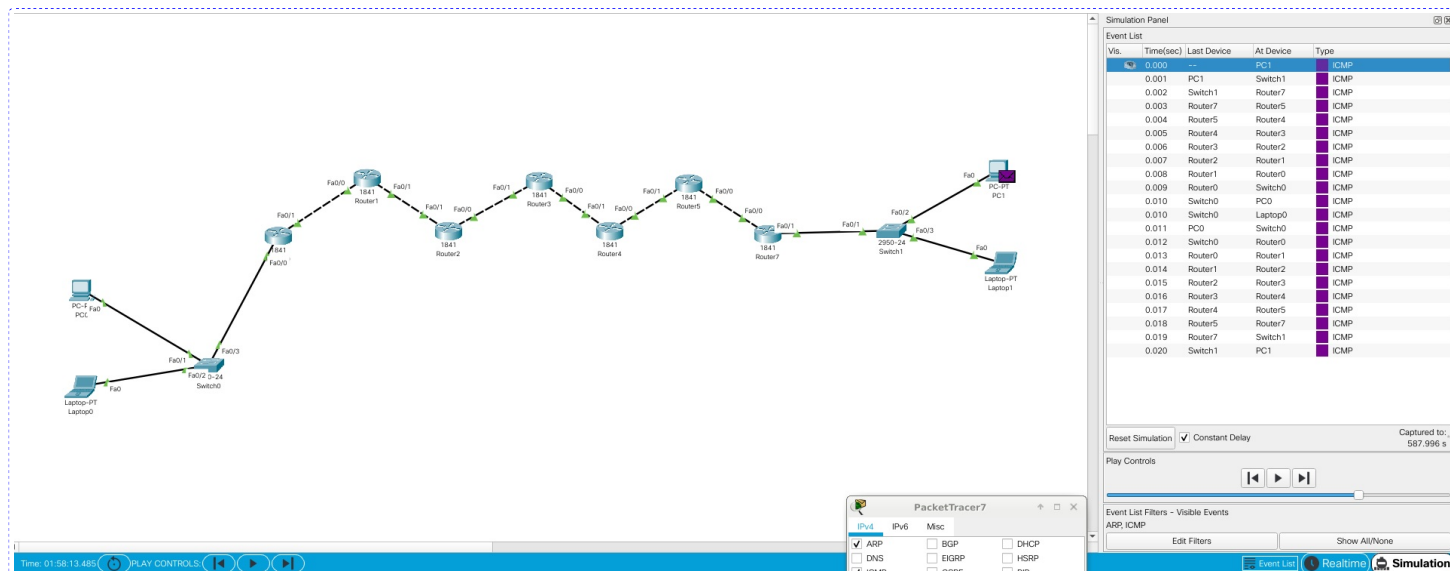 Simulation Panel
Event List
Vis. Time(sec) Last Device At Device Type
0.000 -- PC1 ICMP
0.001 PC1 Switch1 ICMP
0.002 Switch1 Router7 ICMP
0.003 Router7 Router5 ICMP
0.004 Router5 Router4 ICMP
0.005 Router4 Router3 ICMP
0.006 Router3 Router2 ICMP
0.007 Router2 Router1 ICMP
0.008 Router1 Router0 ICMP
0.009 Router0 Switch0 ICMP
0.010 Switch0 PC0 ICMP
0.010 Switch0 Laptop0 ICMP
0.011 PC0 Switch0 ICMP
0.012 Switch0 Router0 ICMP
0.013 Router0 Router1 ICMP
0.014 Router1 Router2 ICMP
0.015 Router2 Router3 ICMP
0.016 Router3 Router4 ICMP
0.017 Router4 Router5 ICMP
0.018 Router5 Router7 ICMP
0.019 Router7 Switch1 ICMP
0.020 Switch1 PC1 ICMP
Reset Simulation Constant Delay
Captured to:
587.996 s
Play Controls
Event List Filters - Visible Events
ARP, ICMP
Edit Filters Show All/None
Event List Realtime Simulation
Fa0/0
1841
Router1
Fa0/1
Fa0/1
1841
Fa0/0
Fa0/1
Fa0/0
1841
Router2
Fa0/1
1841
Router3
Fa0/0
Fa0/1
Fa0/0
1841
Router4
Fa0/1
1841
Router5
Fa0/0
Fa0/0
1841
Router7
Fa0/1
Fa0/1
Fa0/2
Fa0/3
2950-24
Switch1
Fa0
PC-PT
PC1
Fa0
Laptop-PT
Laptop1
Fa0
Fa0/3
Fa0/1
Fa0/2
Switch0
Fa0
Laptop-PT
Laptop0
PacketTracer7
IPv4 IPv6 Misc
ARP BGP DHCP
DNS EIGRP HSRP
Time: 01:58:13.485 PLAY CONTROLS: